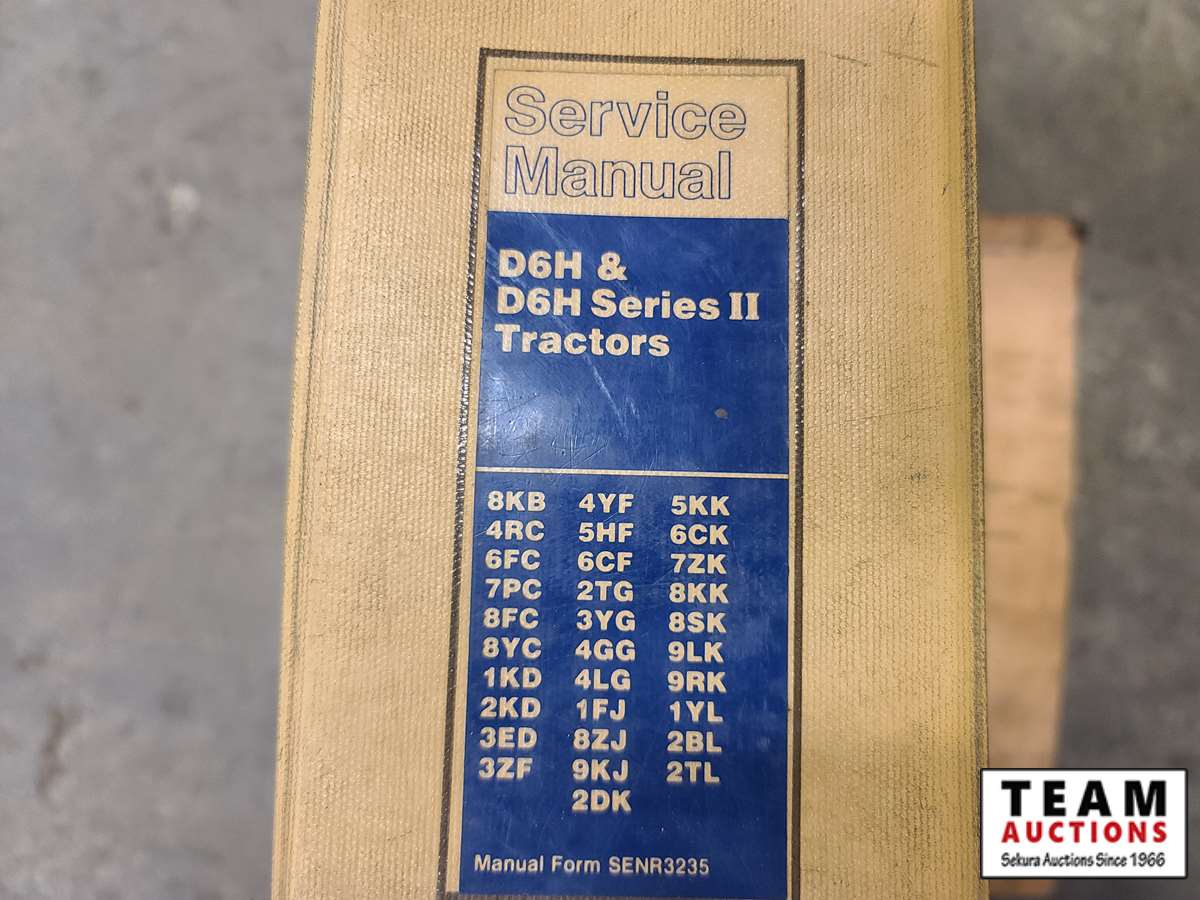 Service
Manual
D6H &
D6H Series II
Tractors
8KB 4YF 5KK
4RC 5HF 6CK
6FC 6CF 7ZK
7PC 2TG 8KK
8FC 3YG 8SK
8YC 4GG 9LK
1KD 4LG 9RK
2KD 1FJ 1YL
3ED 8ZJ 2BL
3ZF 9KJ 2TL
2DK
Manual Form SENR3235
TEAM
AUCTIONS
Sekura Auctions Since 1966